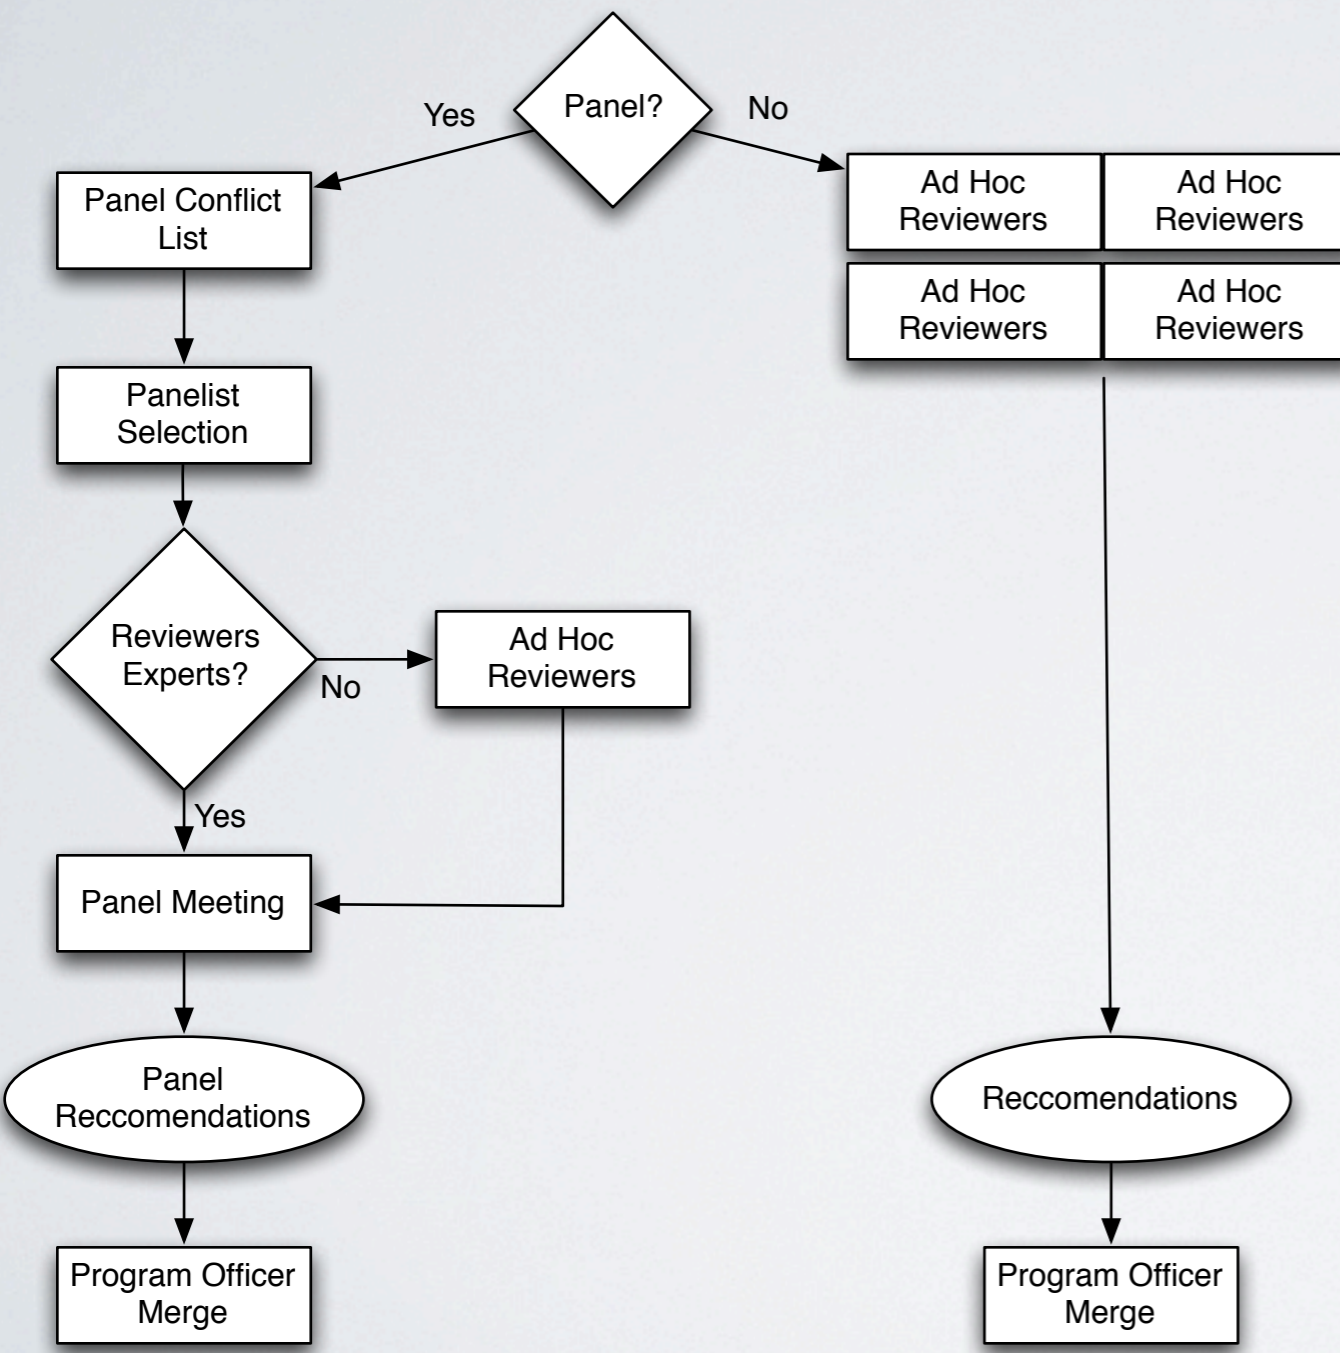 Panel?
Yes
No
Panel Conflict
List
Ad Hoc
Reviewers
Ad Hoc
Reviewers
Ad Hoc
Reviewers
Ad Hoc
Reviewers
Panelist
Selection
Reviewers
Experts?
No
Ad Hoc
Reviewers
Yes
Panel Meeting
Panel
Reccomendations
Reccomendations
Program Officer
Merge
Program Officer
Merge